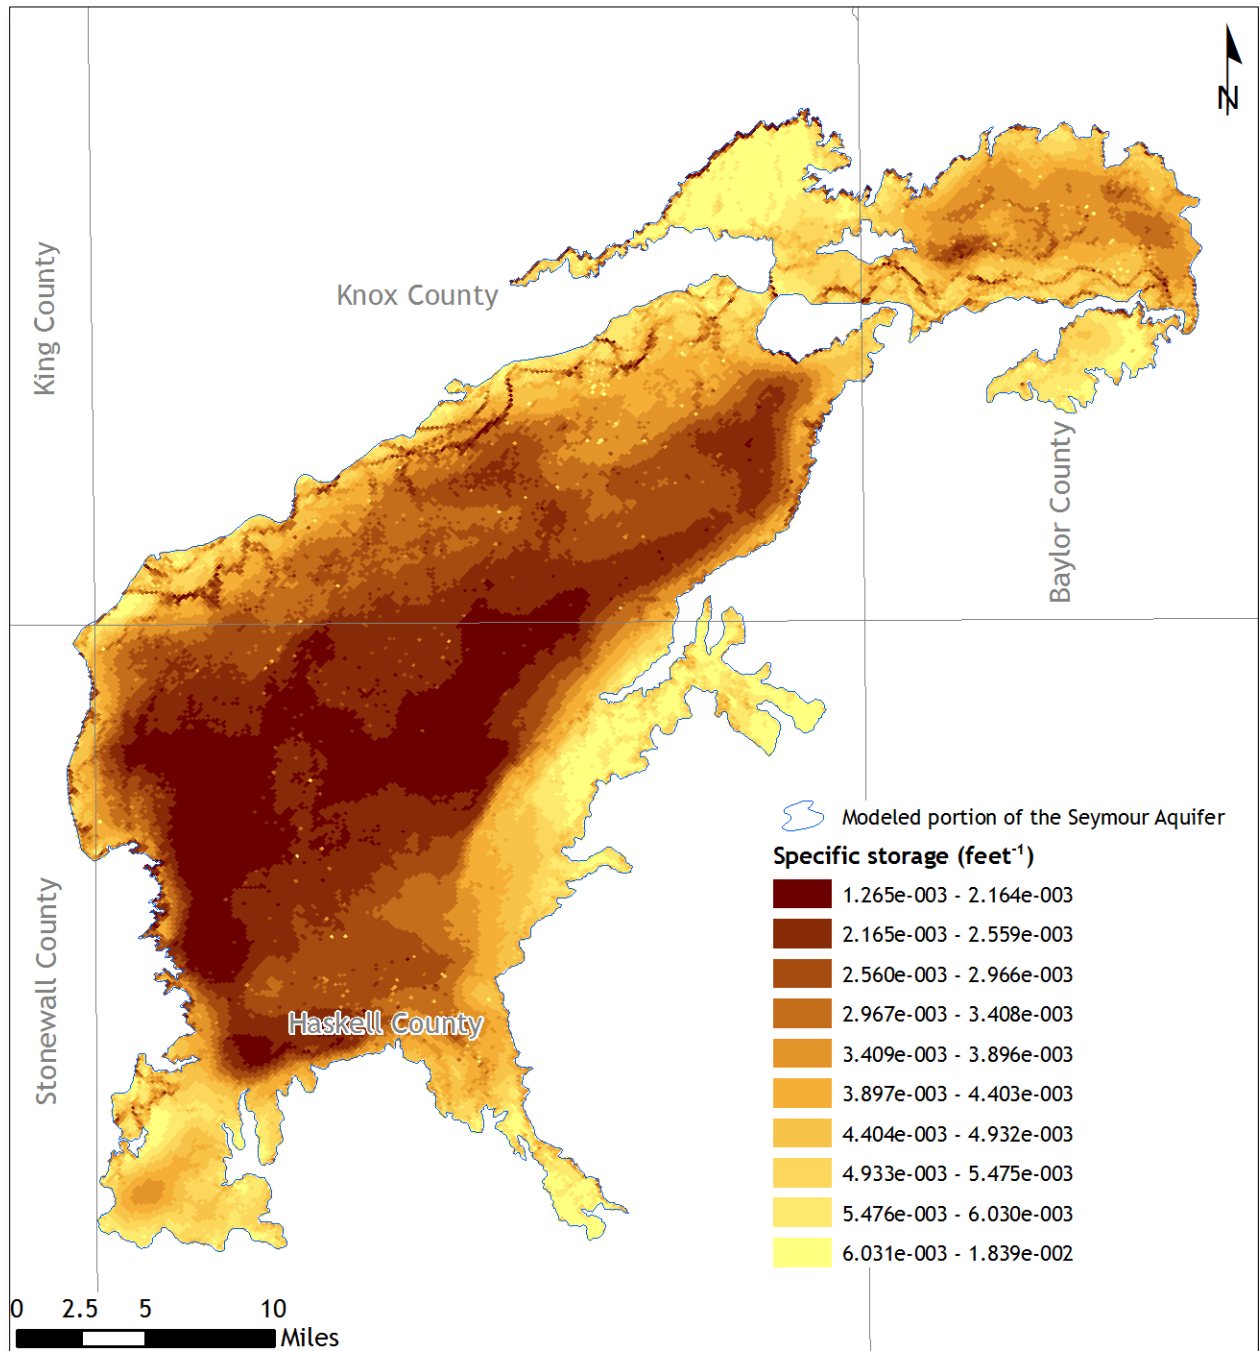 N
King County
Knox County
Baylor County
Modeled portion of the Seymour Aquifer
Specific storage (feet-1)
1.265e-003 - 2.164e-003
2.165e-003 - 2.559e-003
2.560e-003 - 2.966e-003
2.967e-003 - 3.408e-003
3.409e-003 - 3.896e-003
3.897e-003 - 4.403e-003
4.404e-003 - 4.932e-003
4.933e-003 - 5.475e-003
5.476e-003 - 6.030e-003
6.031e-003 - 1.839e-002
Stonewall County
Haskell County
0 2.5 5 10
Miles